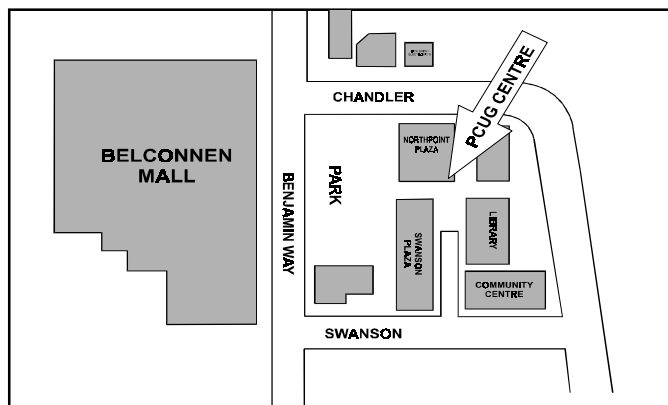 CHANDLER
PCUG CENTRE
NORTHPOINT
PLAZA
BELCONNEN
MALL
BENJAMIN WAY
PARK
SWANSON
PLAZA
LIBRARY
COMMUNITY
CENTRE
SWANSON